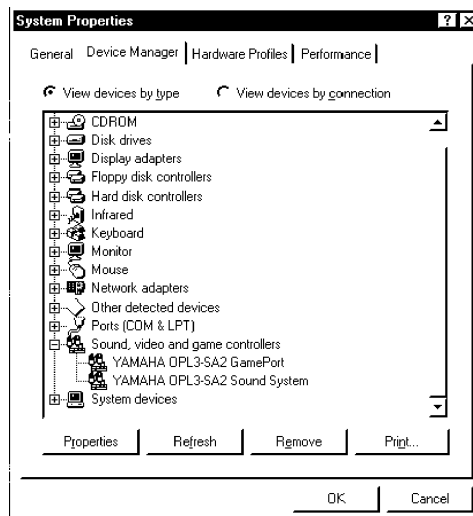 System Properties
General Device Manager Hardware Profiles Performance
View devices by type View devices by connection
CDROM
Disk drives
Display adapters
Floppy disk controllers
Hard disk controllers
Infrared
Keyboard
Monitor
Mouse
Network adapters
Other detected devices
Ports (COM & LPT)
Sound, video and game controllers
YAMAHA OPL3-SA2 GamePort
YAMAHA OPL3-SA2 Sound System
System devices
Properties Refresh Remove Print...
OK Cancel